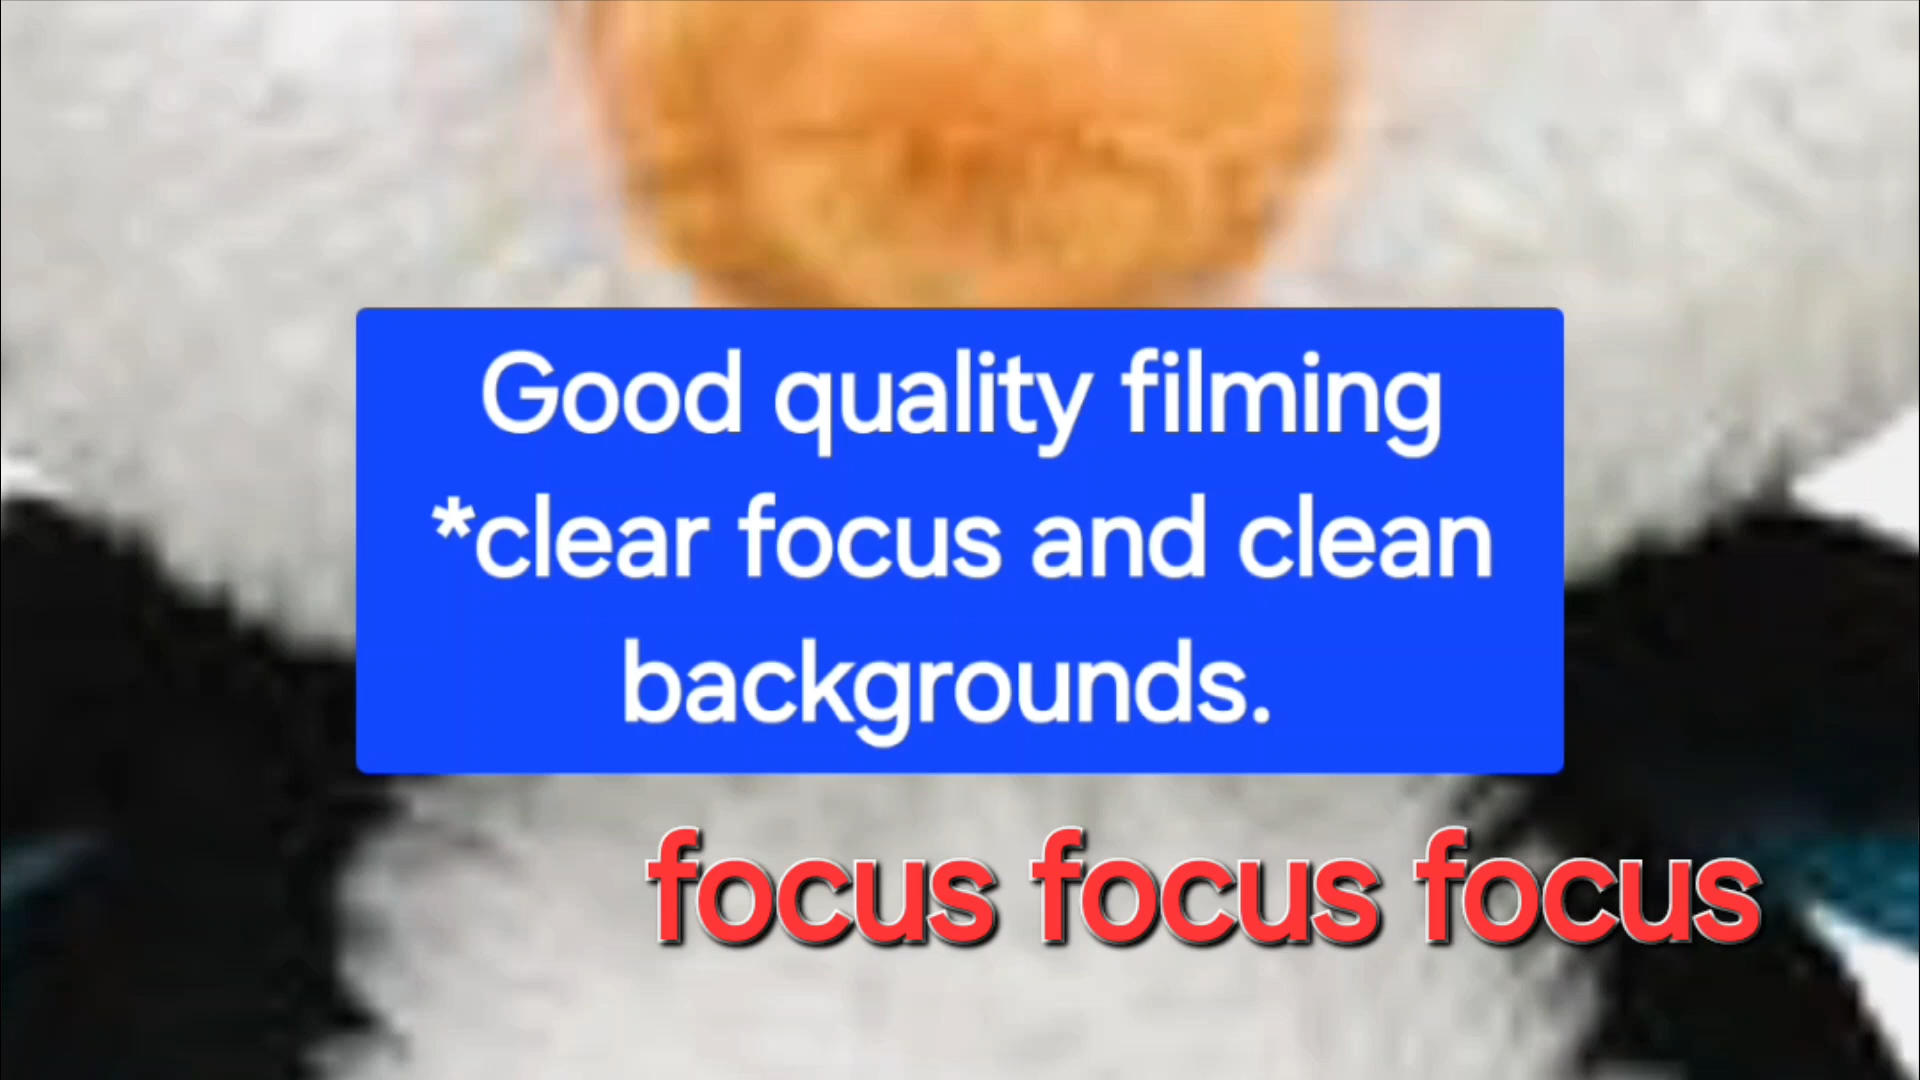 Good quality filming
*clear focus and clean
backgrounds.
focus focus focus